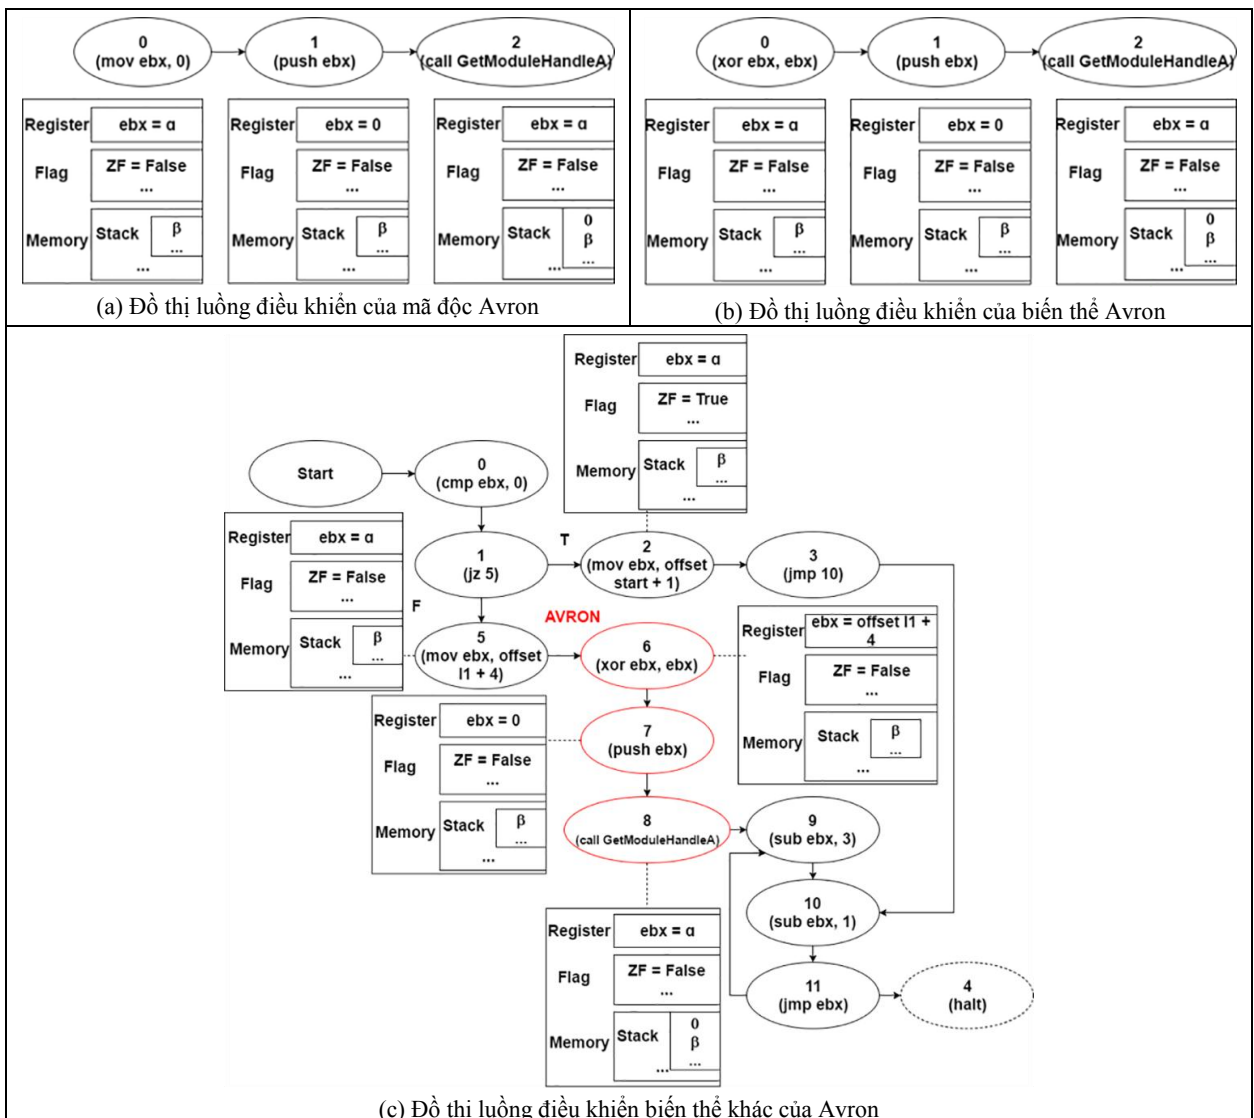 0
(mov ebx, 0)
1
(push ebx)
2
(call GetModuleHandleA)
Register
ebx = α
Flag
ZF = False
...
Memory
Stack
β
...
...
Register
ebx = 0
Flag
ZF = False
...
Memory
Stack
β
...
...
Register
ebx = α
Flag
ZF = False
...
Memory
Stack
0
β
...
...
(a) Đồ thị luồng điều khiển của mã độc Avron
0
(xor ebx, ebx)
1
(push ebx)
2
(call GetModuleHandleA)
Register
ebx = α
Flag
ZF = False
...
Memory
Stack
β
...
...
Register
ebx = 0
Flag
ZF = False
...
Memory
Stack
β
...
...
Register
ebx = α
Flag
ZF = False
...
Memory
Stack
0
β
...
...
(b) Đồ thị luồng điều khiển của biến thể Avron
Register
ebx = α
Flag
ZF = True
...
Memory
Stack
β
...
...
Start
0
(cmp ebx, 0)
1
(jz 5)
T
2
(mov ebx, offset
start + 1)
3
(jmp 10)
Register
ebx = α
Flag
ZF = False
...
Memory
Stack
β
...
...
F
5
(mov ebx, offset
l1 + 4)
AVRON
6
(xor ebx, ebx)
Register
ebx = offset l1 +
4
Flag
ZF = False
...
Memory
Stack
β
...
...
Register
ebx = 0
Flag
ZF = False
...
Memory
Stack
β
...
...
7
(push ebx)
8
(call GetModuleHandleA)
9
(sub ebx, 3)
10
(sub ebx, 1)
11
(jmp ebx)
4
(halt)
Register
ebx = α
Flag
ZF = False
...
Memory
Stack
0
β
...
...
(c) Đồ thị luồng điều khiển biến thể khác của Avron